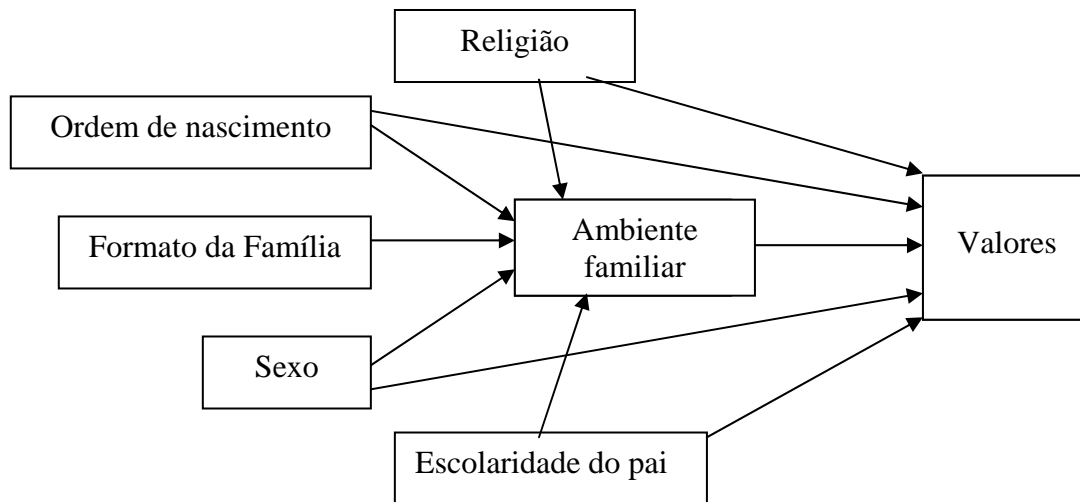 Religião
Ordem de nascimento
Formato da Família
Ambiente
familiar
Valores
Sexo
Escolaridade do pai